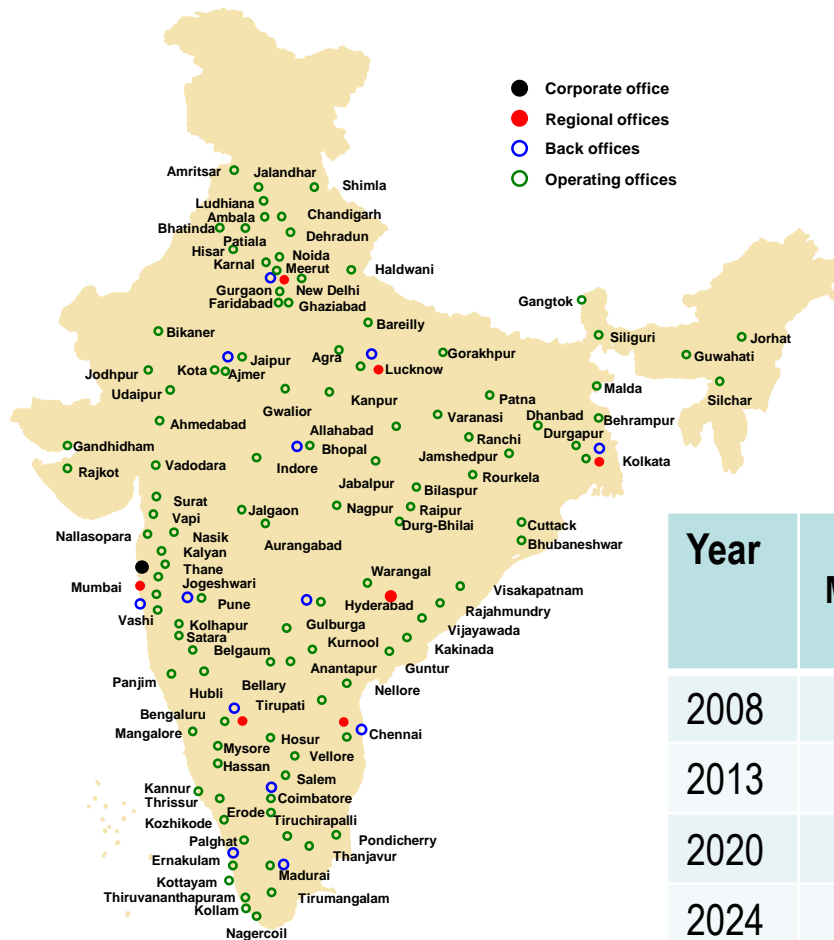 Corporate office
Regional offices
Back offices
Operating offices
Amritsar
Jalandhar
Shimla
Ludhiana
Ambala
Chandigarh
Bhatinda
Patiala
Dehradun
Hisar
Noida
Karnal
Meerut
Haldwani
Gurgaon
New Delhi
Faridabad
Ghaziabad
Gangtok
Bikaner
Bareilly
Siliguri
Jorhat
Jodhpur
Kota
Jaipur
Ajmer
Agra
Lucknow
Gorakhpur
Guwahati
Udaipur
Gwalior
Kanpur
Patna
Malda
Silchar
Ahmedabad
Allahabad
Varanasi
Dhanbad
Behrampur
Gandhidham
Bhopal
Ranchi
Durgapur
Rajkot
Vadodara
Indore
Jamshedpur
Kolkata
Jabalpur
Rourkela
Surat
Jalgaon
Nagpur
Bilaspur
Vapi
Raipur
Nallasopara
Nasik
Aurangabad
Durg-Bhilai
Cuttack
Kalyan
Bhubaneshwar
Thane
Warangal
Mumbai
Jogeshwari
Visakapatnam
Pune
Hyderabad
Rajahmundry
Vashi
Kolhapur
Gulburga
Vijayawada
Satara
Kurnool
Kakinada
Belgaum
Guntur
Panjim
Anantapur
Hubli
Bellary
Nellore
Tirupati
Bengaluru
Mangalore
Hosur
Chennai
Mysore
Vellore
Hassan
Salem
Kannur
Coimbatore
Thrissur
Erode
Kozhikode
Tiruchirapalli
Palghat
Pondicherry
Ernakulam
Thanjavur
Kottayam
Madurai
Thiruvananthapuram
Tirumangalam
Kollam
Nagercoil
Year
2008
2013
2020
2024